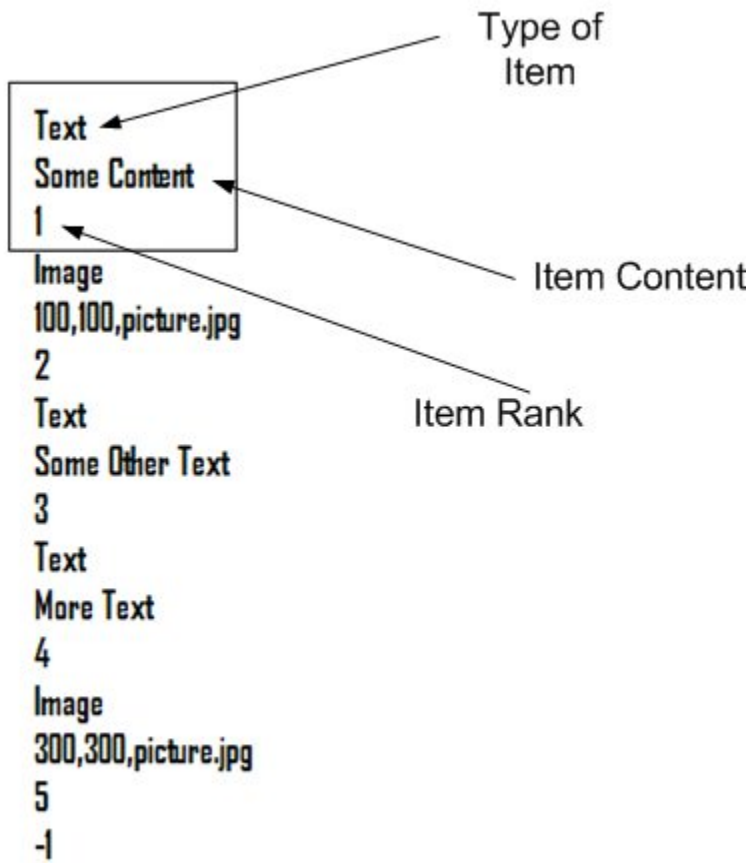 Type of
Item
Text
Some Content
1
Item Content
Image
100,100,picture.jpg
2
Item Rank
Text
Some Other Text
3
Text
More Text
4
Image
300,300,picture.jpg
5
-1